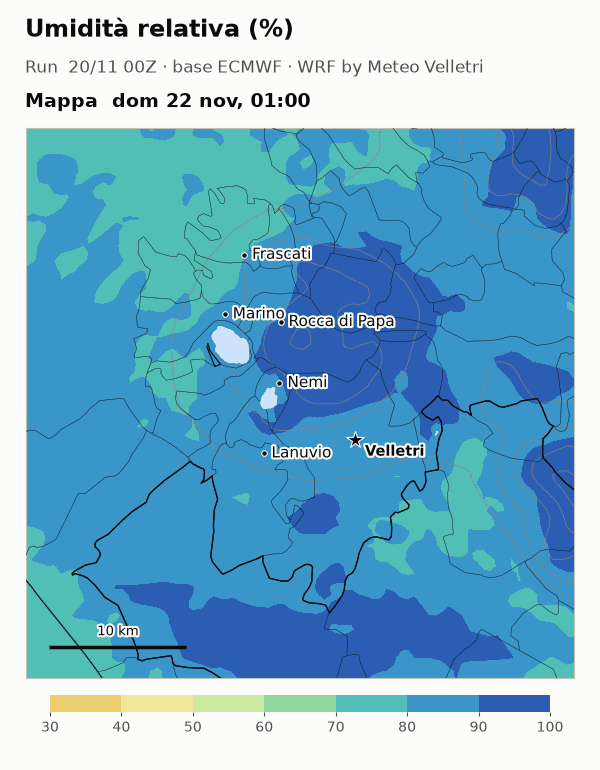 Umidità relativa (%)
Run  20/11 00Z · base ECMWF · WRF by Meteo Velletri
Mappa  dom 22 nov, 01:00
Frascati
Marino
Rocca di Papa
Nemi
Velletri
Lanuvio
10 km
30 40 50 60 70 80 90 100